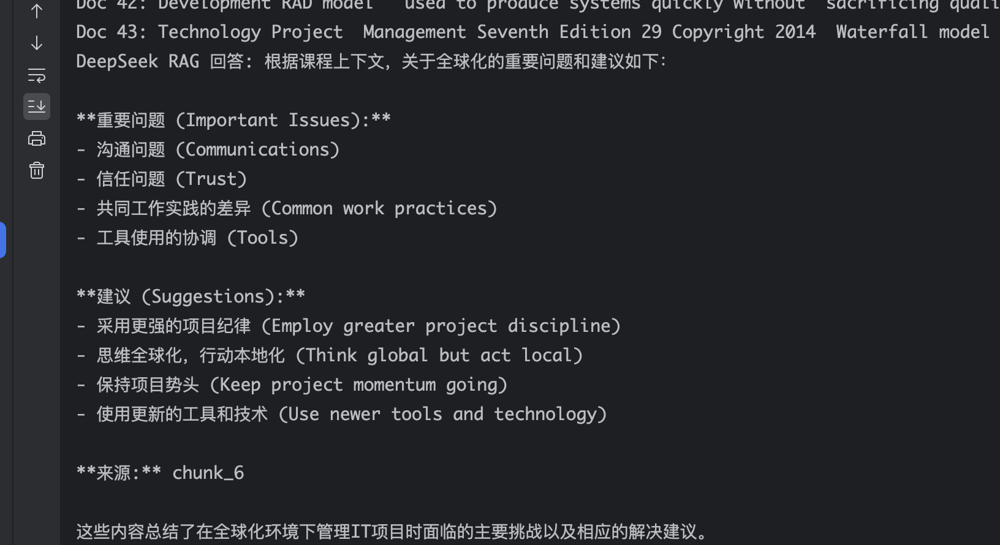 Doc 42: Development RAD model   used to produce systems quickly without  sacrificing quali
Doc 43: Technology Project  Management Seventh Edition 29 Copyright 2014  Waterfall model
DeepSeek RAG 回答: 根据课程上下文，关于全球化的重要问题和建议如下：
**重要问题 (Important Issues):**
- 沟通问题 (Communications)
- 信任问题 (Trust)
- 共同工作实践的差异 (Common work practices)
- 工具使用的协调 (Tools)
**建议 (Suggestions):**
- 采用更强的项目纪律 (Employ greater project discipline)
- 思维全球化，行动本地化 (Think global but act local)
- 保持项目势头 (Keep project momentum going)
- 使用更新的工具和技术 (Use newer tools and technology)
**来源:** chunk_6
这些内容总结了在全球化环境下管理IT项目时面临的主要挑战以及相应的解决建议。